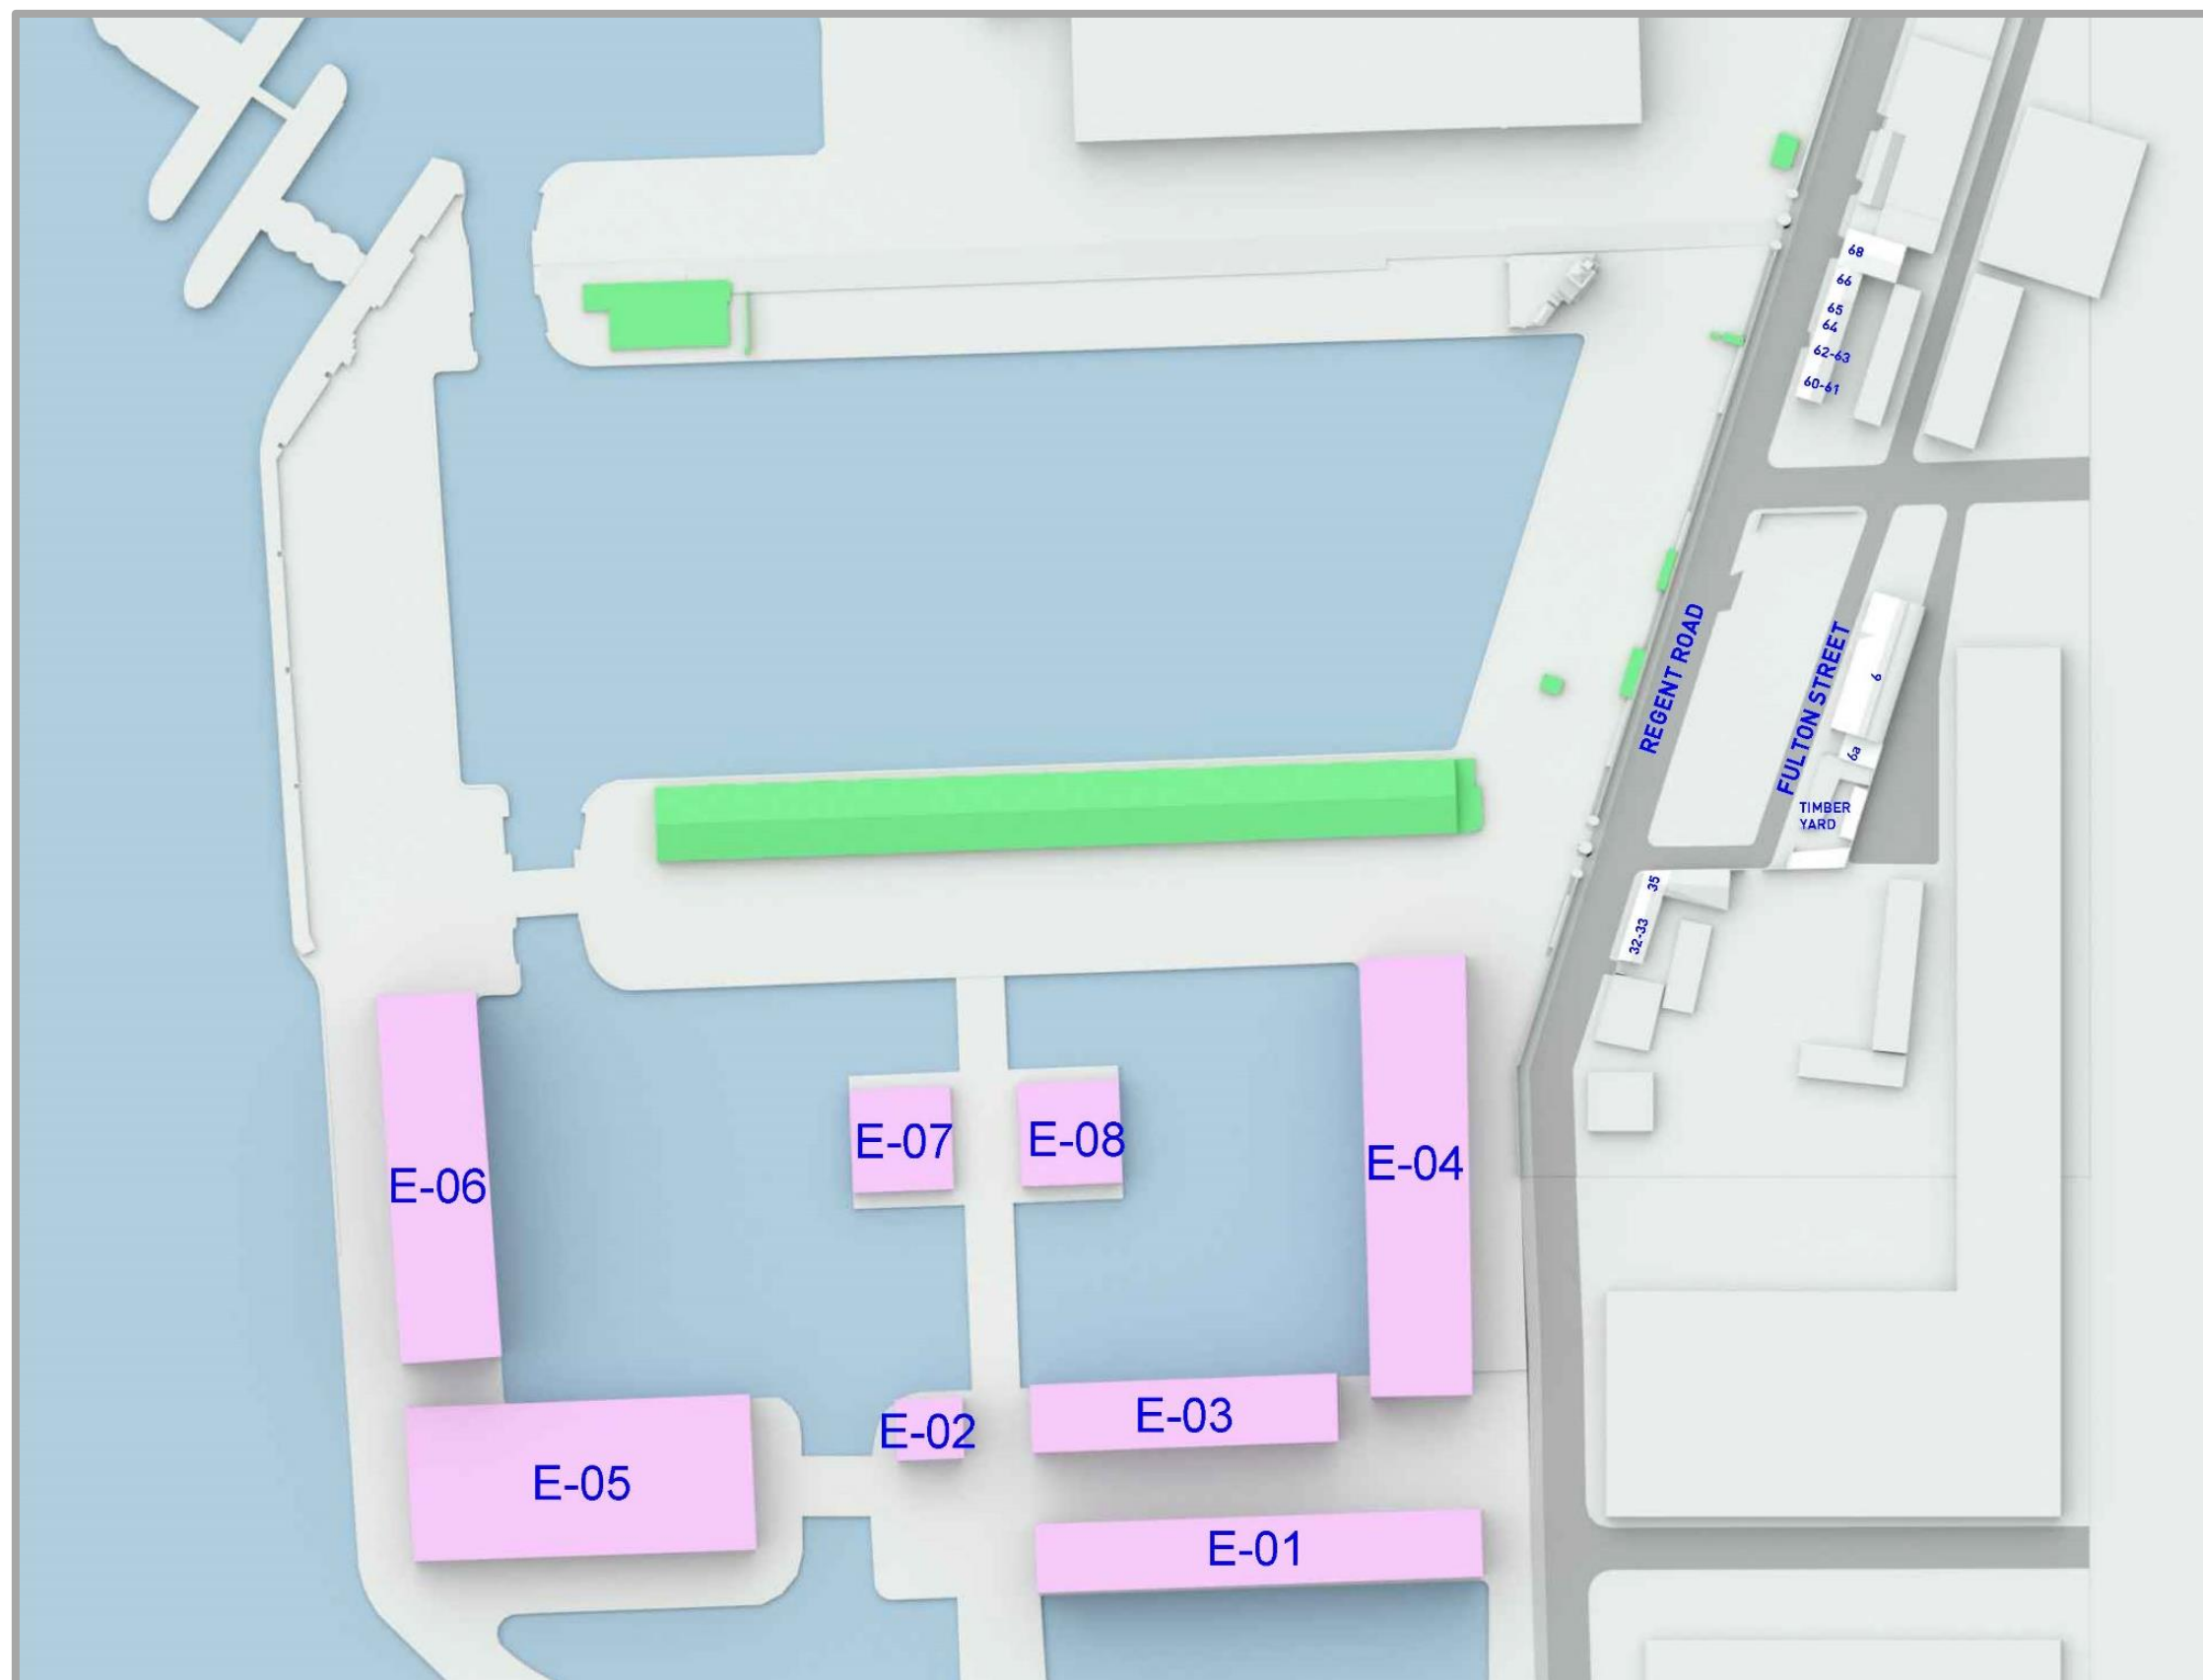 68
66
65
64
62-63
60-61
REGENT ROAD
FULTON STREET
6
6a
TIMBER
YARD
35
32-33
E-07
E-08
E-04
E-06
E-03
E-02
E-05
E-01